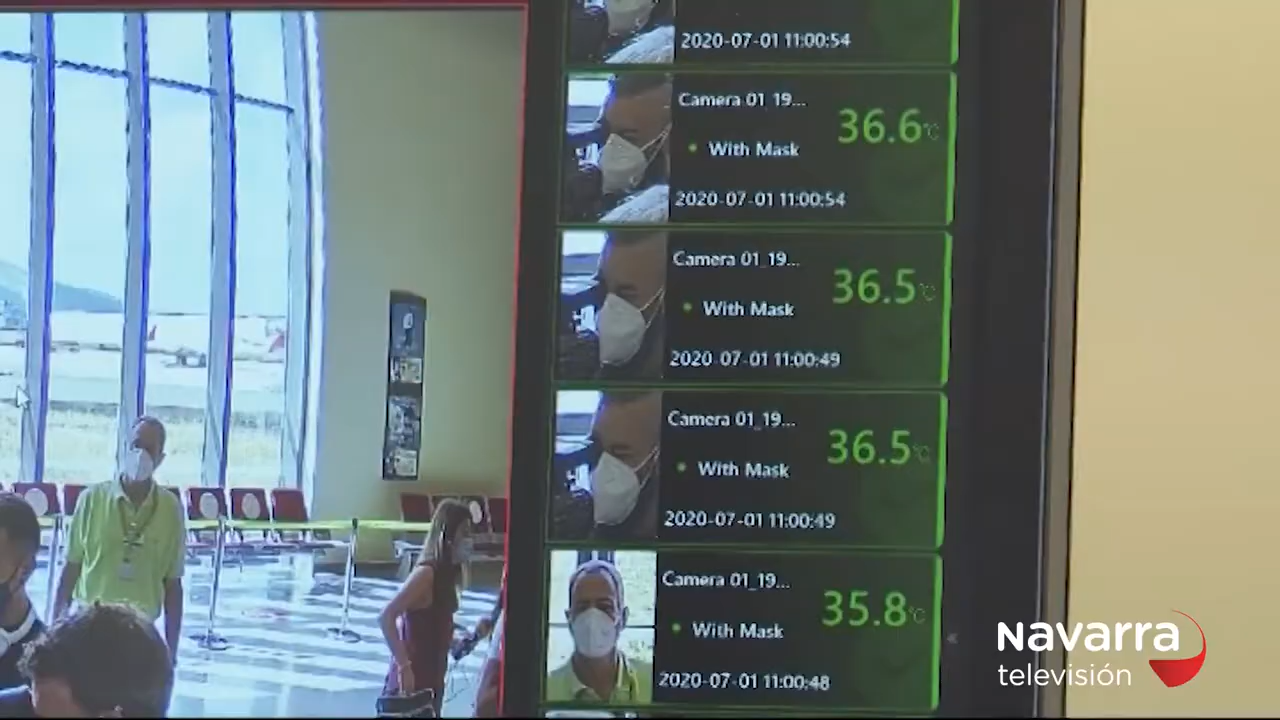 2020-07-01 11:00:54
Camera 01_19...
36.6°C
With Mask
2020-07-01 11:00:54
Camera 01_19...
36.5°C
With Mask
2020-07-01 11:00:49
Camera 01_19...
36.5°C
With Mask
2020-07-01 11:00:49
Camera 01_19...
35.8°C
With Mask
2020-07-01 11:00:48
Navarra
televisión